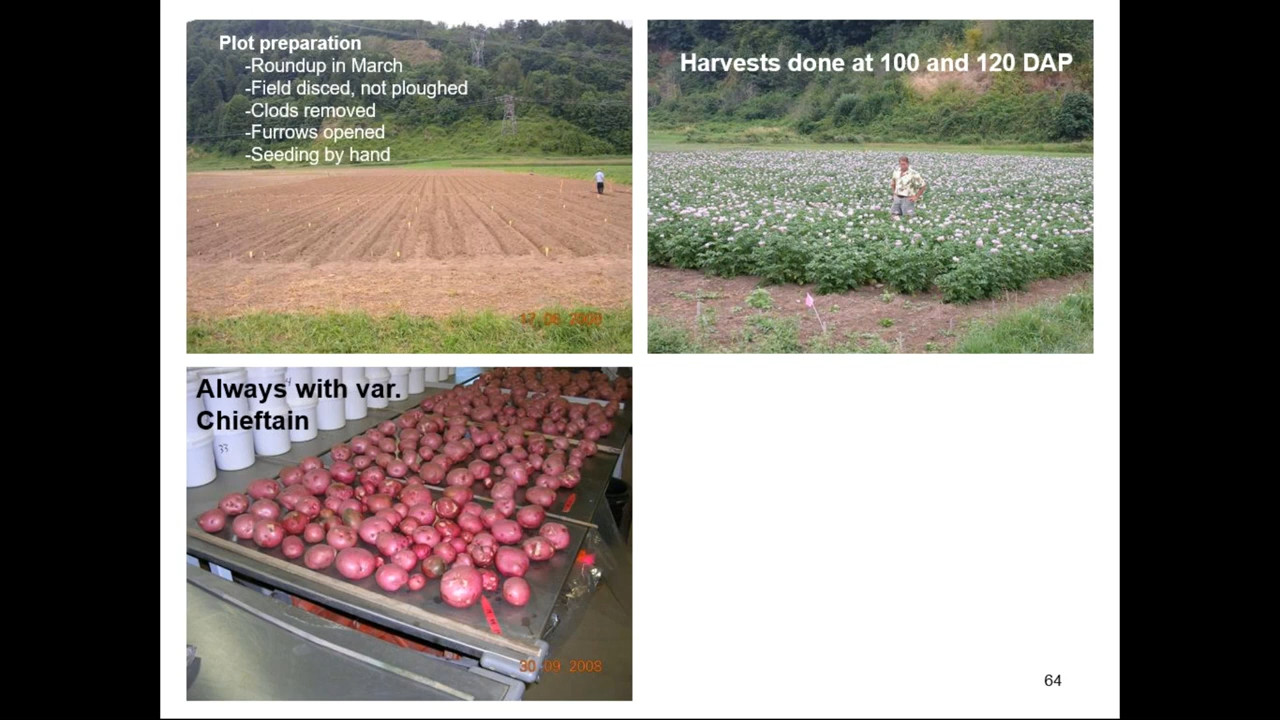 Plot preparation
-Roundup in March
-Field disced, not ploughed
-Clods removed
-Furrows opened
-Seeding by hand
Harvests done at 100 and 120 DAP
Always with var.
Chieftain
33
30 09 2008
64